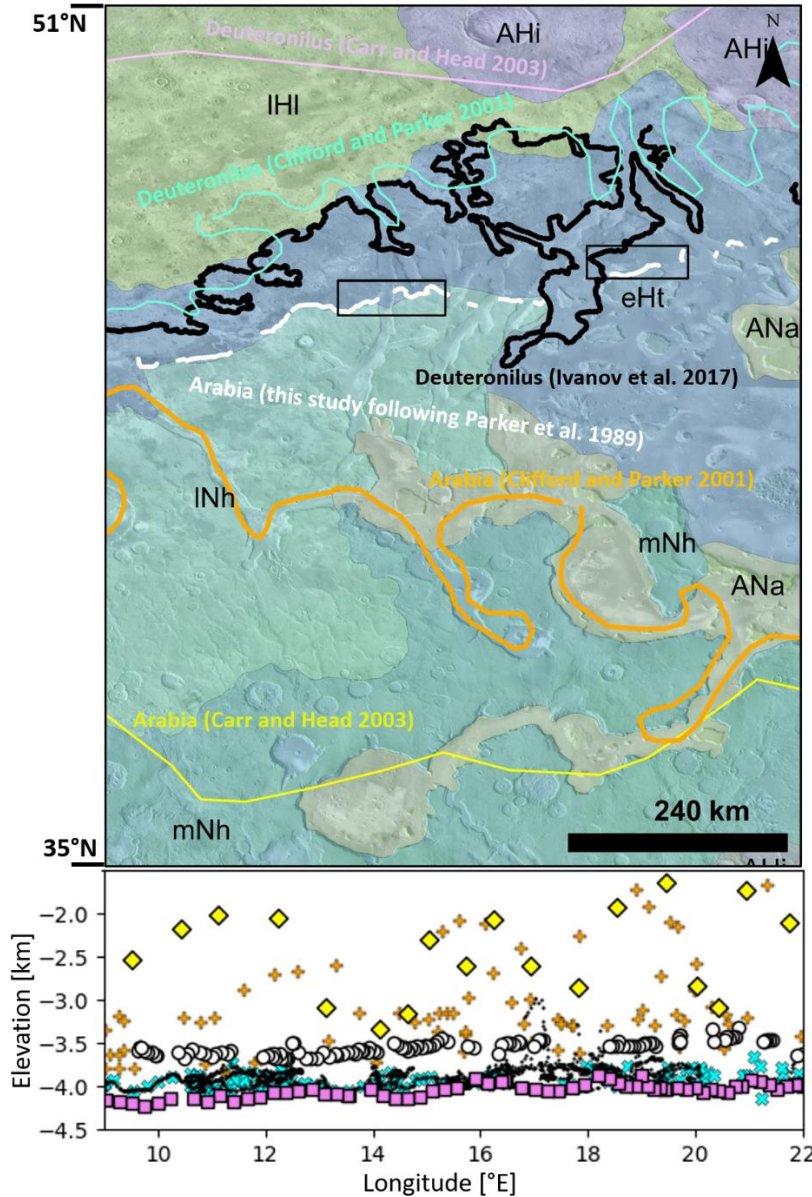 51°N
N
Deuteronilus (Carr and Head 2003)
AHi
AHi
lHl
Deuteronilus (Clifford and Parker 2001)
eHt
ANa
Deuteronilus (Ivanov et al. 2017)
Arabia (this study following Parker et al. 1989)
Arabia (Clifford and Parker 2001)
lNh
mNh
ANa
Arabia (Carr and Head 2003)
240 km
mNh
35°N
AHi
Elevation [km]
−2.0
−2.5
−3.0
−3.5
−4.0
−4.5
10
12
14
16
18
20
22
Longitude [°E]